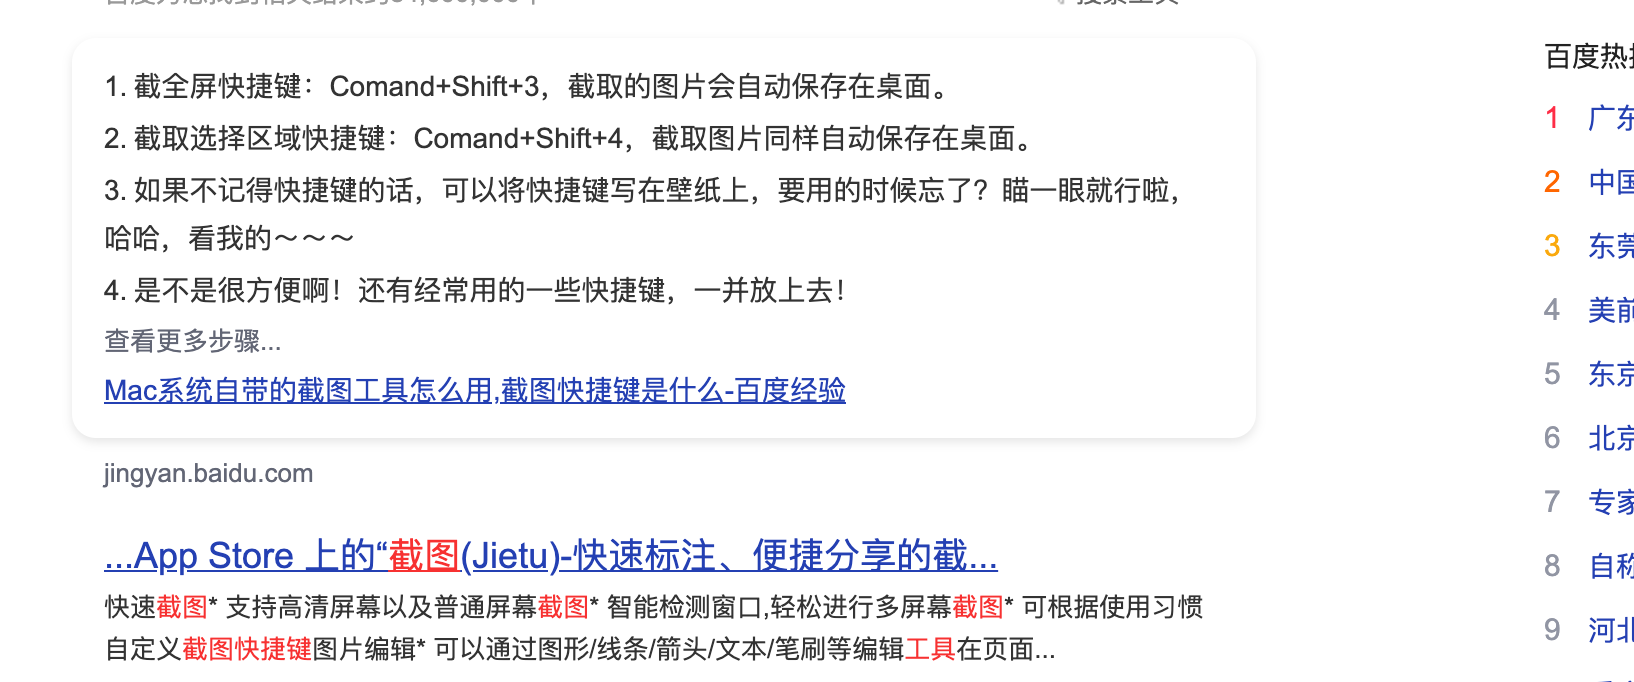 1. 截全屏快捷键：Comand+Shift+3，截取的图片会自动保存在桌面。
2. 截取选择区域快捷键：Comand+Shift+4，截取图片同样自动保存在桌面。
3. 如果不记得快捷键的话，可以将快捷键写在壁纸上，要用的时候忘了？瞄一眼就行啦，
哈哈，看我的～～～
4. 是不是很方便啊！还有经常用的一些快捷键，一并放上去！
查看更多步骤...
Mac系统自带的截图工具怎么用,截图快捷键是什么-百度经验
jingyan.baidu.com
...App Store 上的“截图(Jietu)-快速标注、便捷分享的截...
快速截图* 支持高清屏幕以及普通屏幕截图* 智能检测窗口,轻松进行多屏幕截图* 可根据使用习惯
自定义截图快捷键图片编辑* 可以通过图形/线条/箭头/文本/笔刷等编辑工具在页面...
百度热
1 广东
2 中国
3 东莞
4 美前
5 东京
6 北京
7 专家
8 自称
9 河北